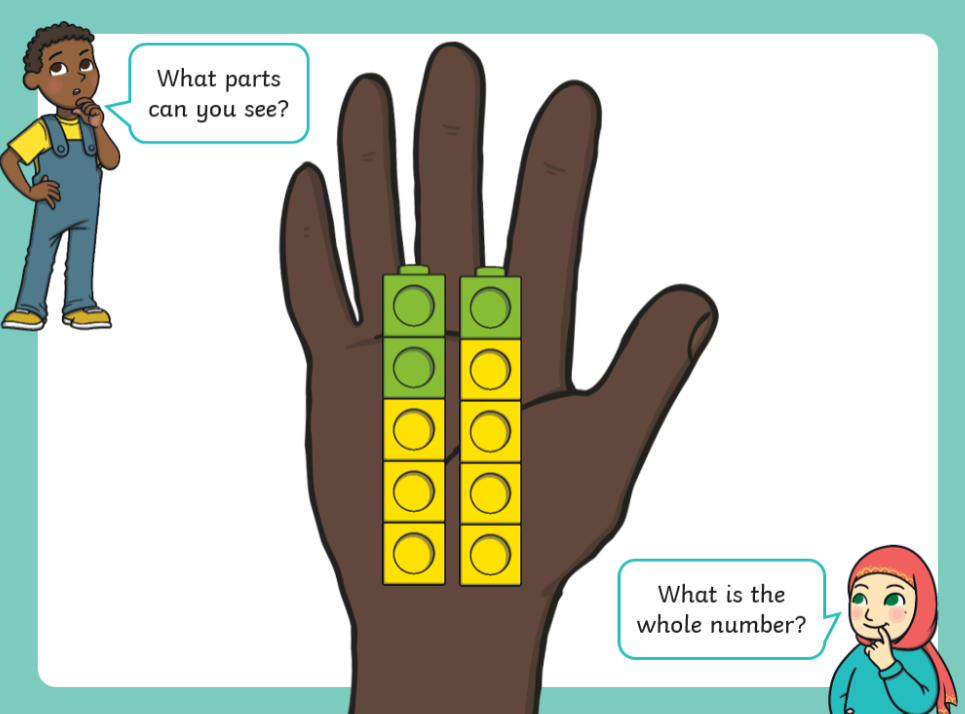 What parts
can you see?
What is the
whole number?